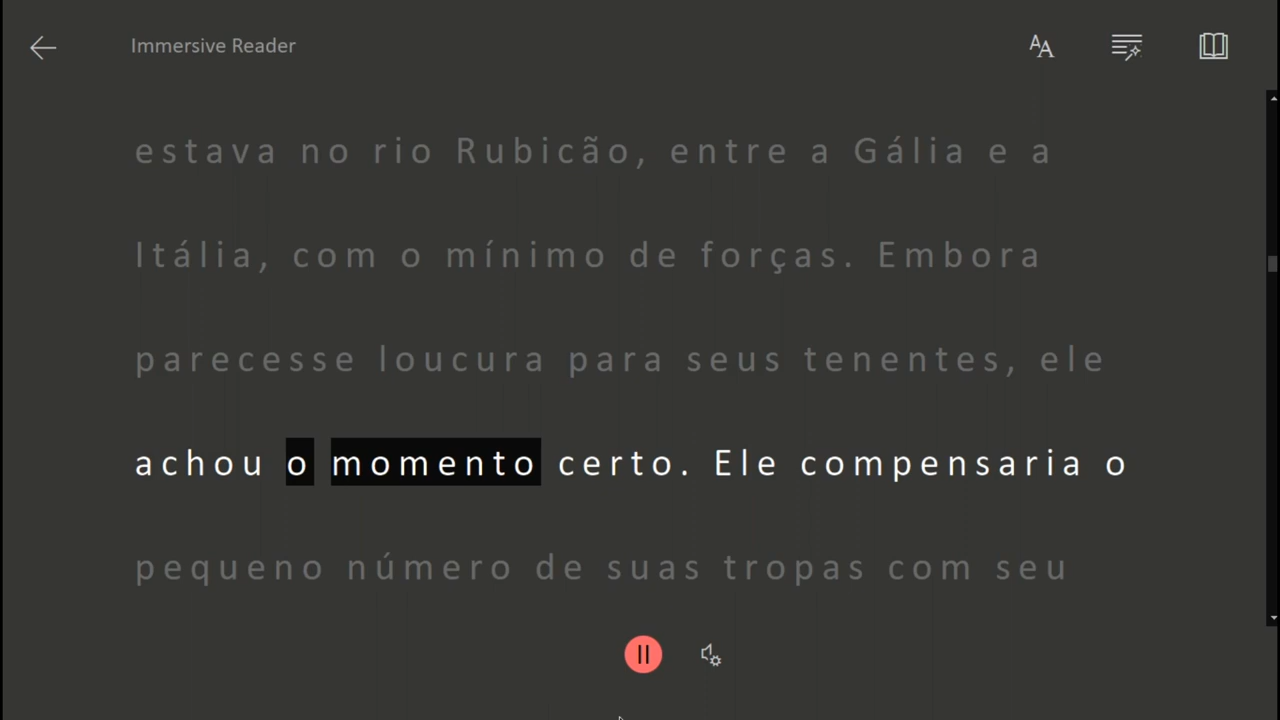 Immersive Reader
estava no rio Rubicão, entre a Gália e a
Itália, com o mínimo de forças. Embora
parecesse loucura para seus tenentes, ele
achou o momento certo. Ele compensaria o
pequeno número de suas tropas com seu